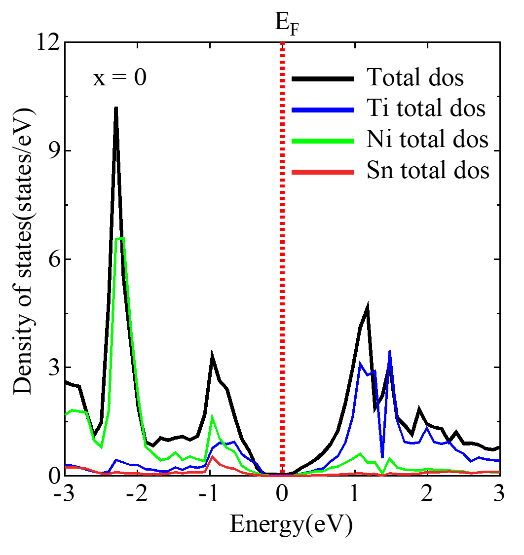 E_F
12
x = 0
Total dos
Ti total dos
9
Ni total dos
Sn total dos
Density of states(states/eV)
6
3
0
-3 -2 -1 0 1 2 3
Energy(eV)